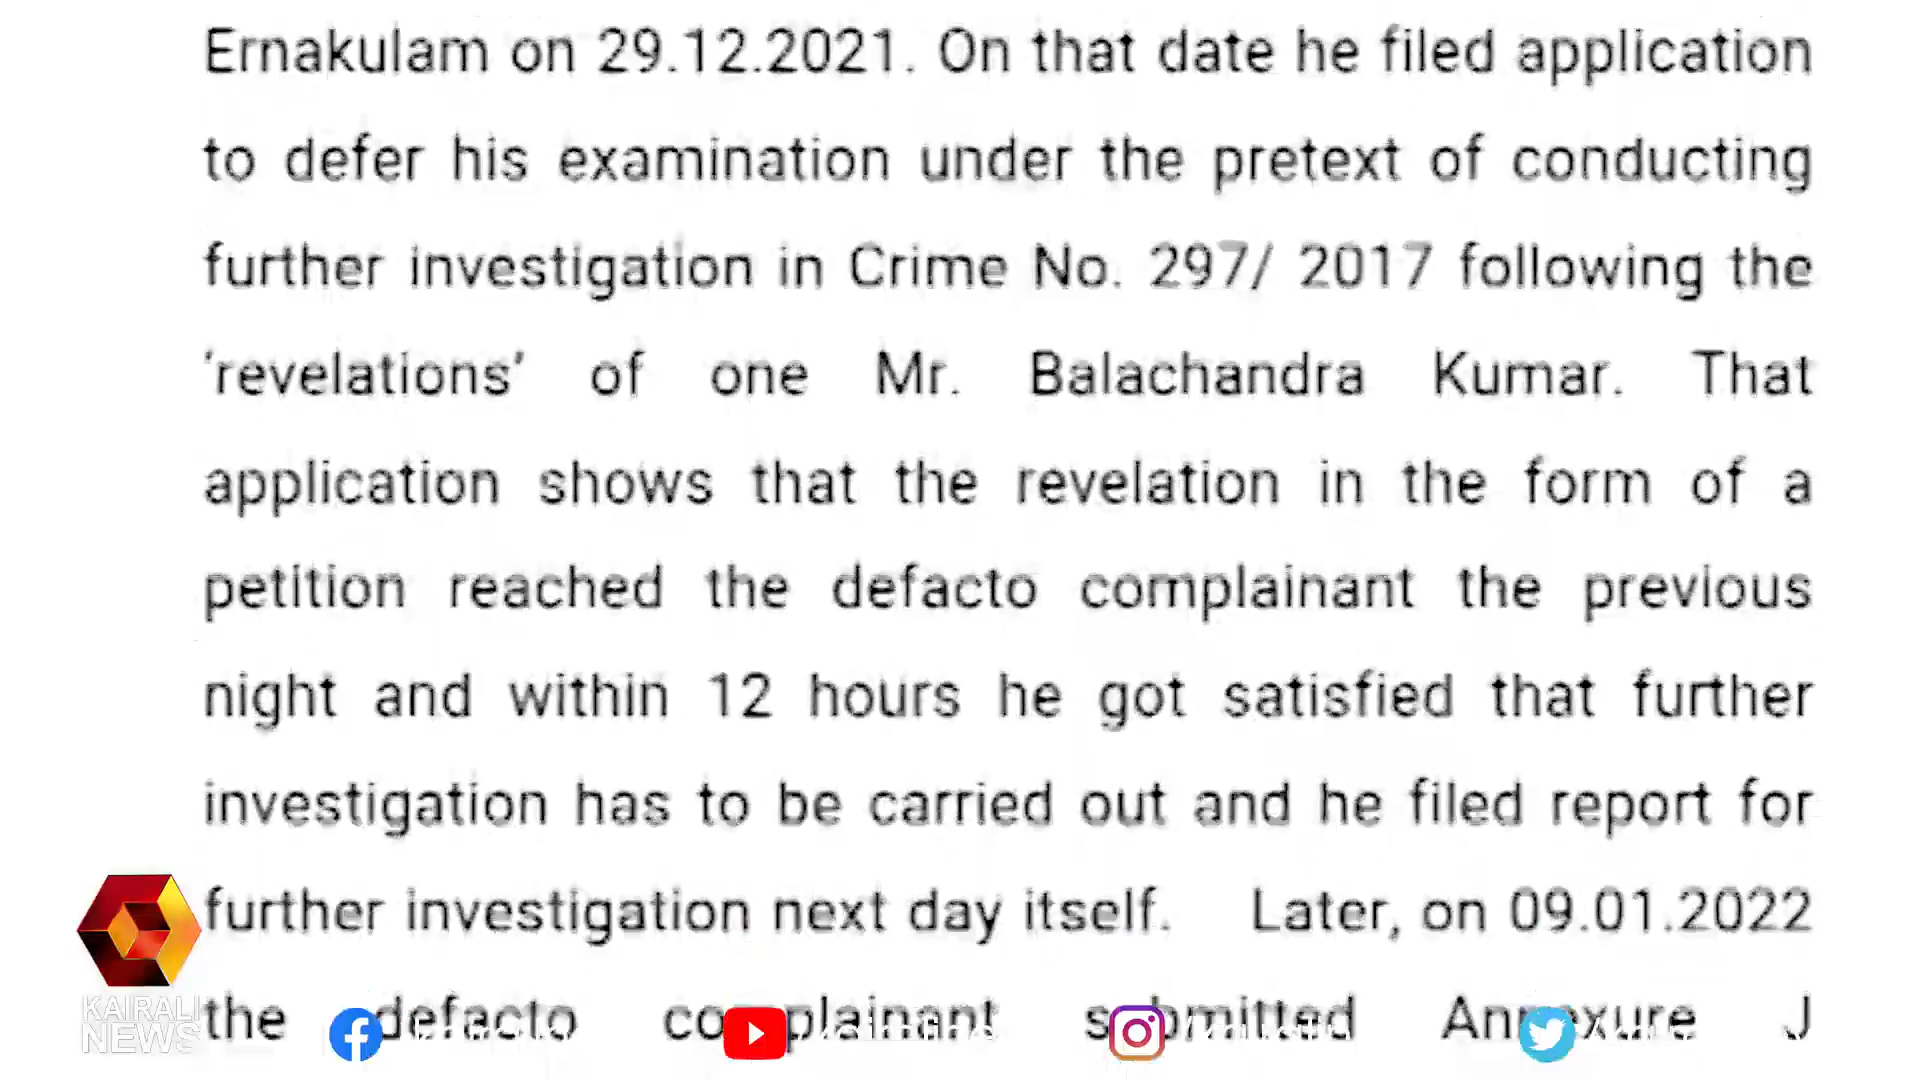 Ernakulam on 29.12.2021. On that date he filed application
to defer his examination under the pretext of conducting
further investigation in Crime No. 297/ 2017 following the
‘revelations’ of one Mr. Balachandra Kumar. That
application shows that the revelation in the form of a
petition reached the defacto complainant the previous
night and within 12 hours he got satisfied that further
investigation has to be carried out and he filed report for
further investigation next day itself. Later, on 09.01.2022
the defacto complainant submitted Annexure J
KAIRALI
NEWS